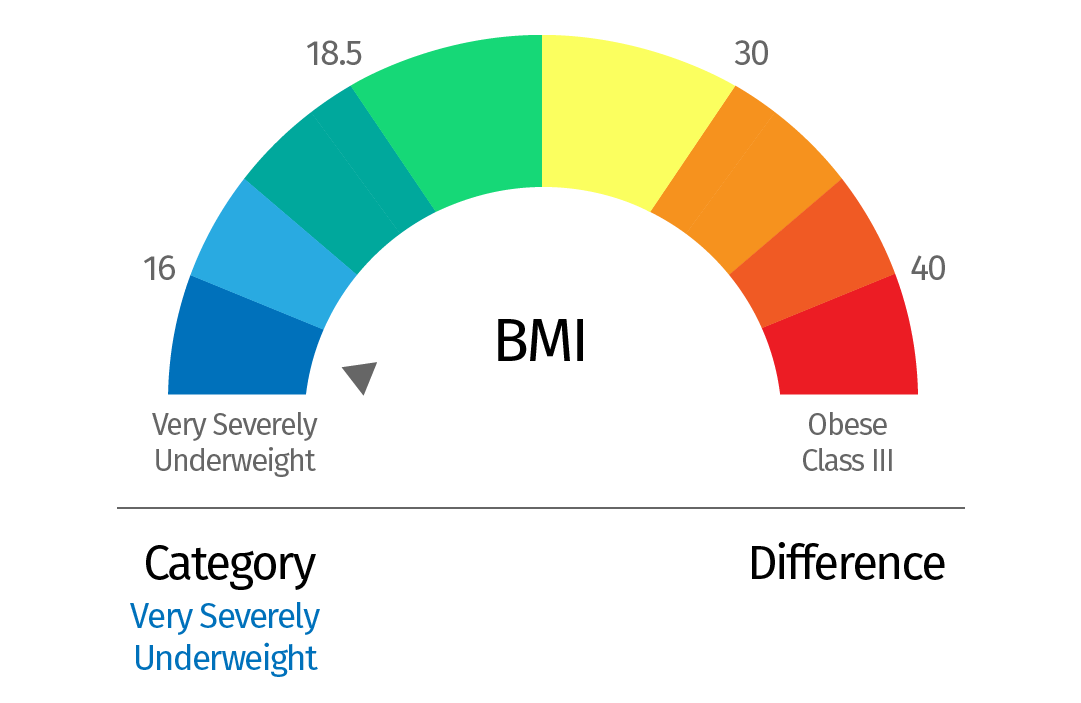 18.5
30
16
40
BMI
Very Severely
Underweight
Obese
Class III
Category
Difference
Very Severely
Underweight